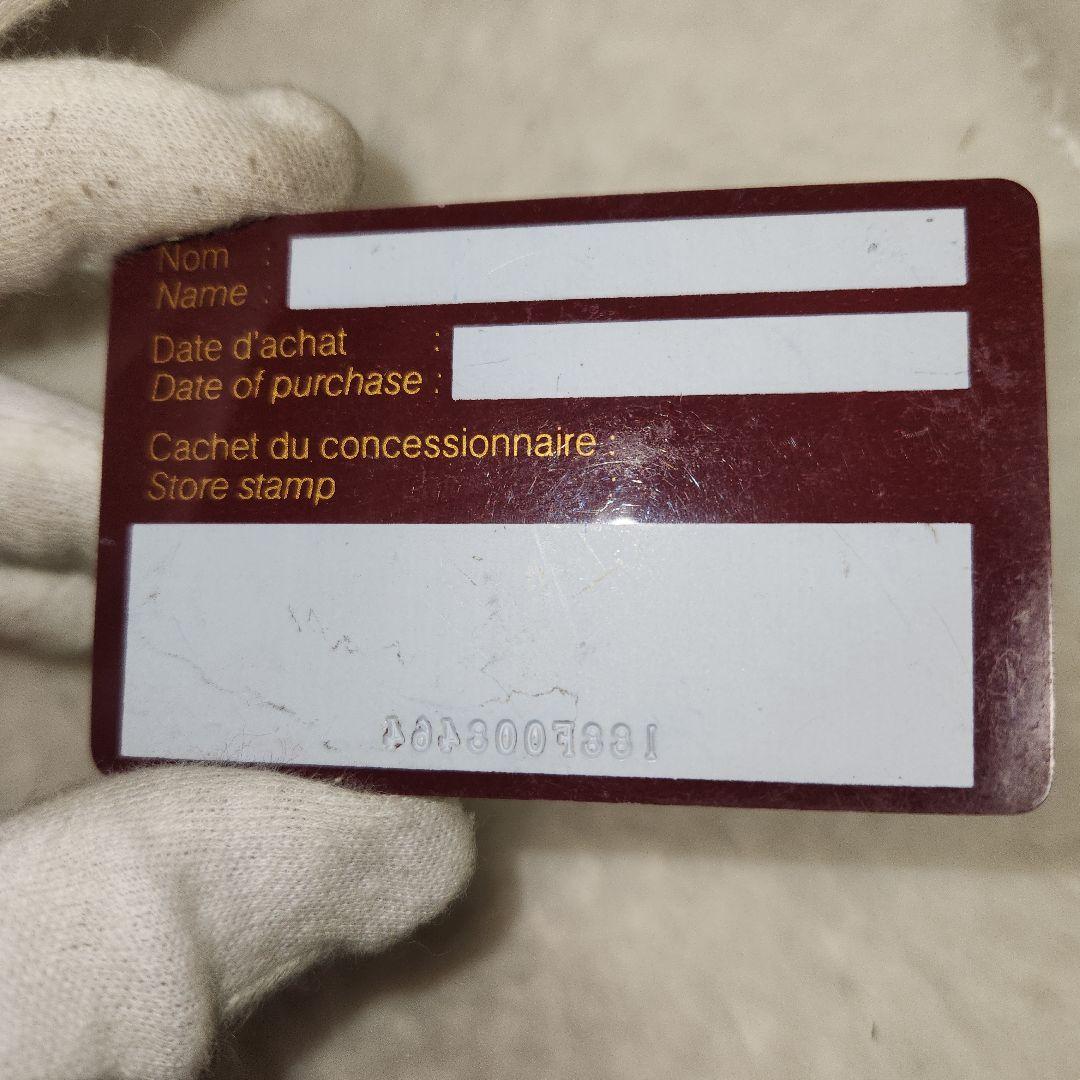 Nom :
Name :
Date d'achat :
Date of purchase :
Cachet du concessionnaire :
Store stamp